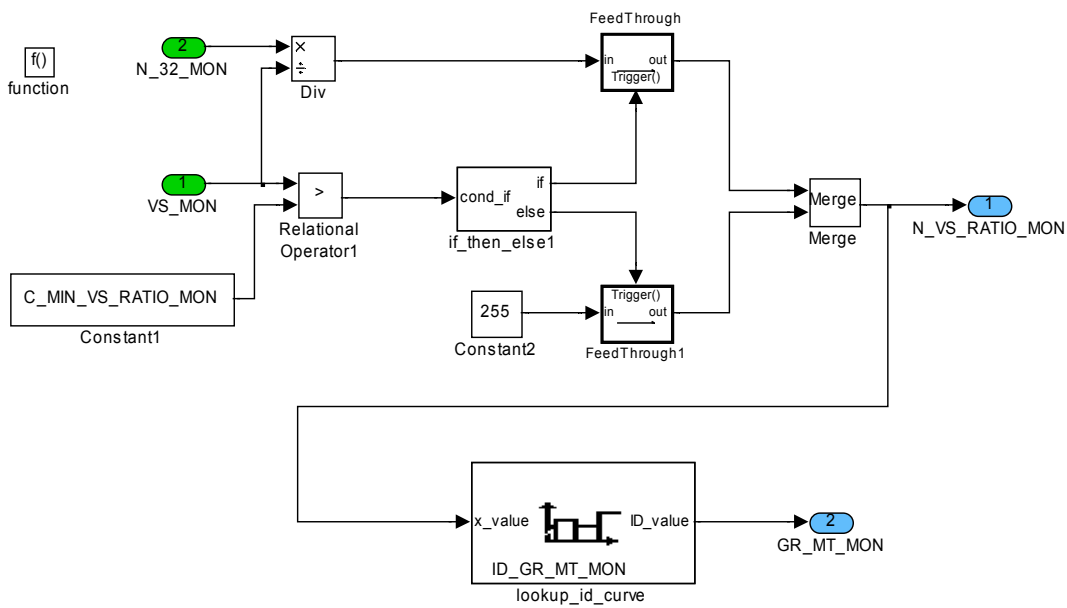 FeedThrough
2
N_32_MON
f()
function
×
÷
Div
in
out
Trigger()
1
VS_MON
>
Relational
Operator1
cond_if
if
else
if_then_else1
Merge
Merge
1
N_VS_RATIO_MON
C_MIN_VS_RATIO_MON
Constant1
255
Constant2
Trigger()
in
out
FeedThrough1
x_value
ID_value
ID_GR_MT_MON
lookup_id_curve
2
GR_MT_MON